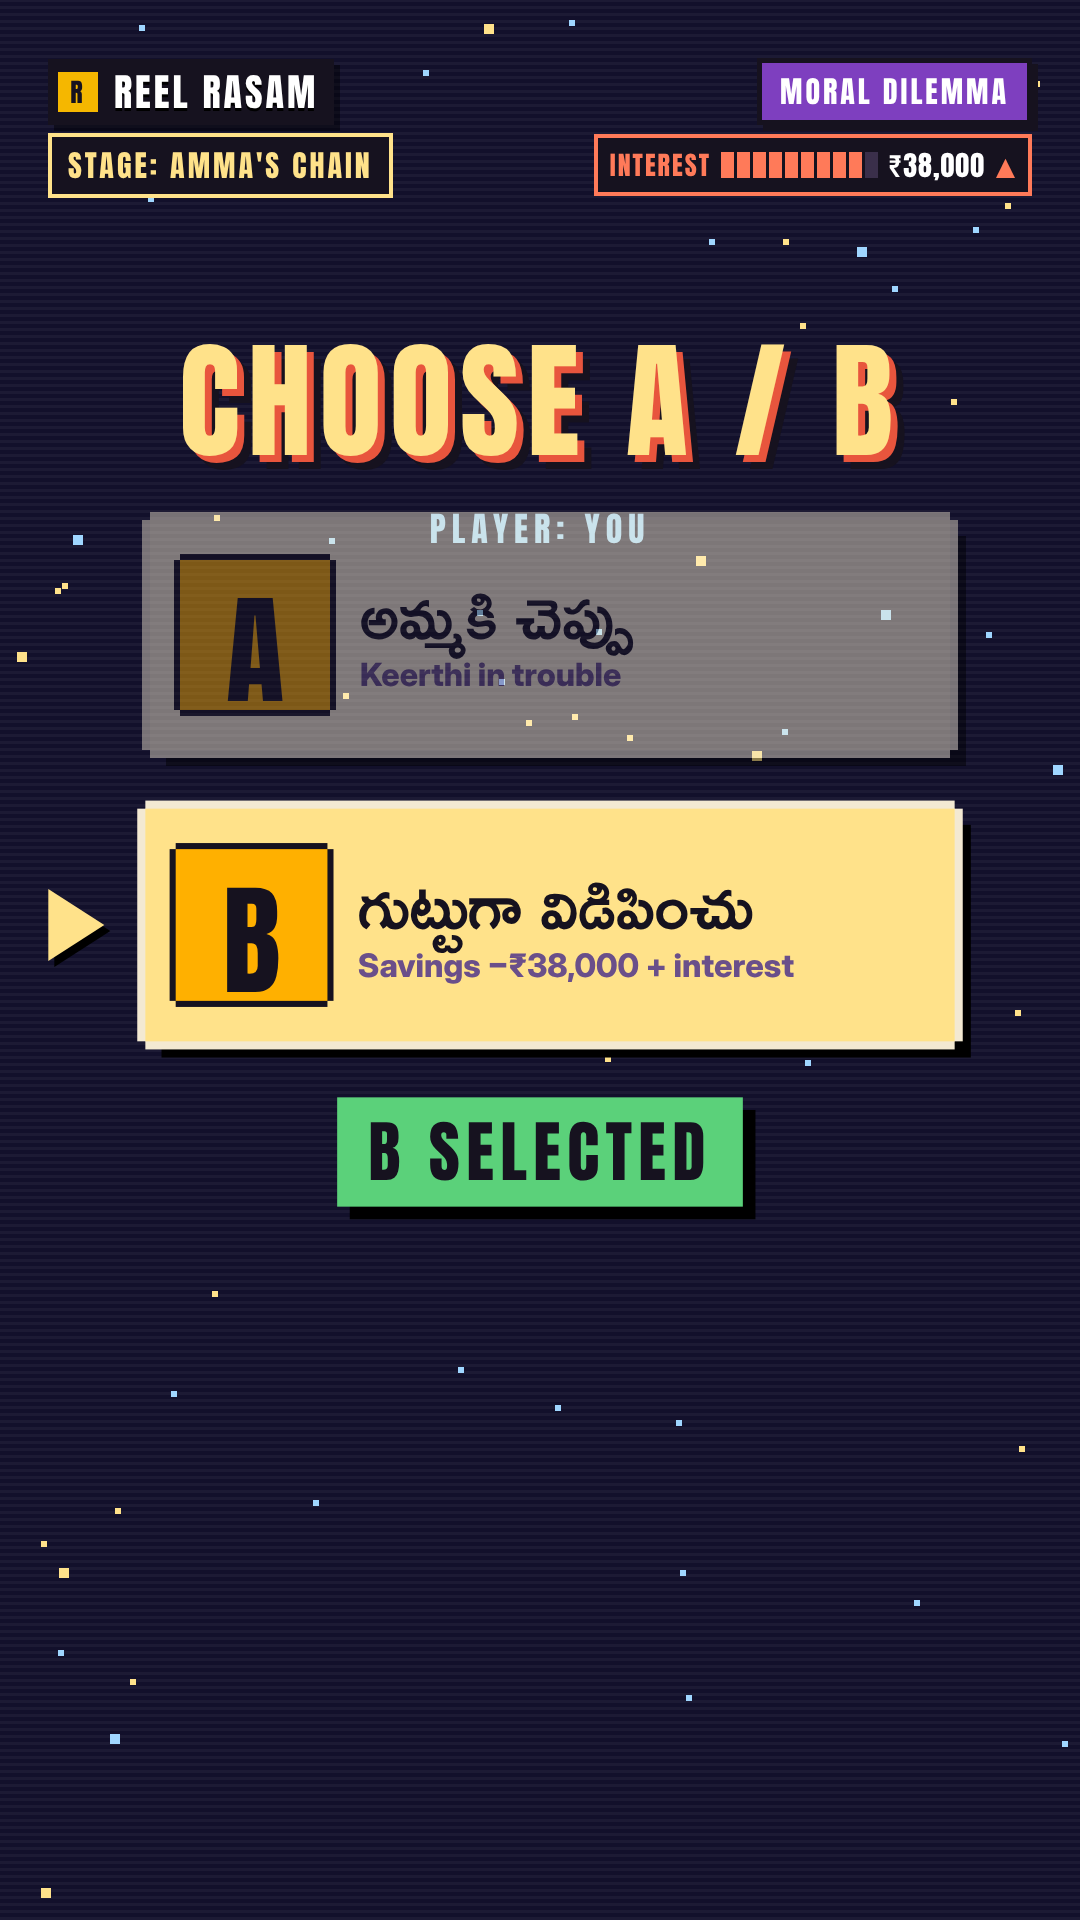 R REEL RASAM
MORAL DILEMMA
STAGE: AMMA'S CHAIN
INTEREST ₹38,000 ▲
CHOOSE A / B
PLAYER: YOU
A
అమ్మకి చెప్పు
Keerthi in trouble
B
గుట్టుగా విడిపించు
Savings −₹38,000 + interest
B SELECTED